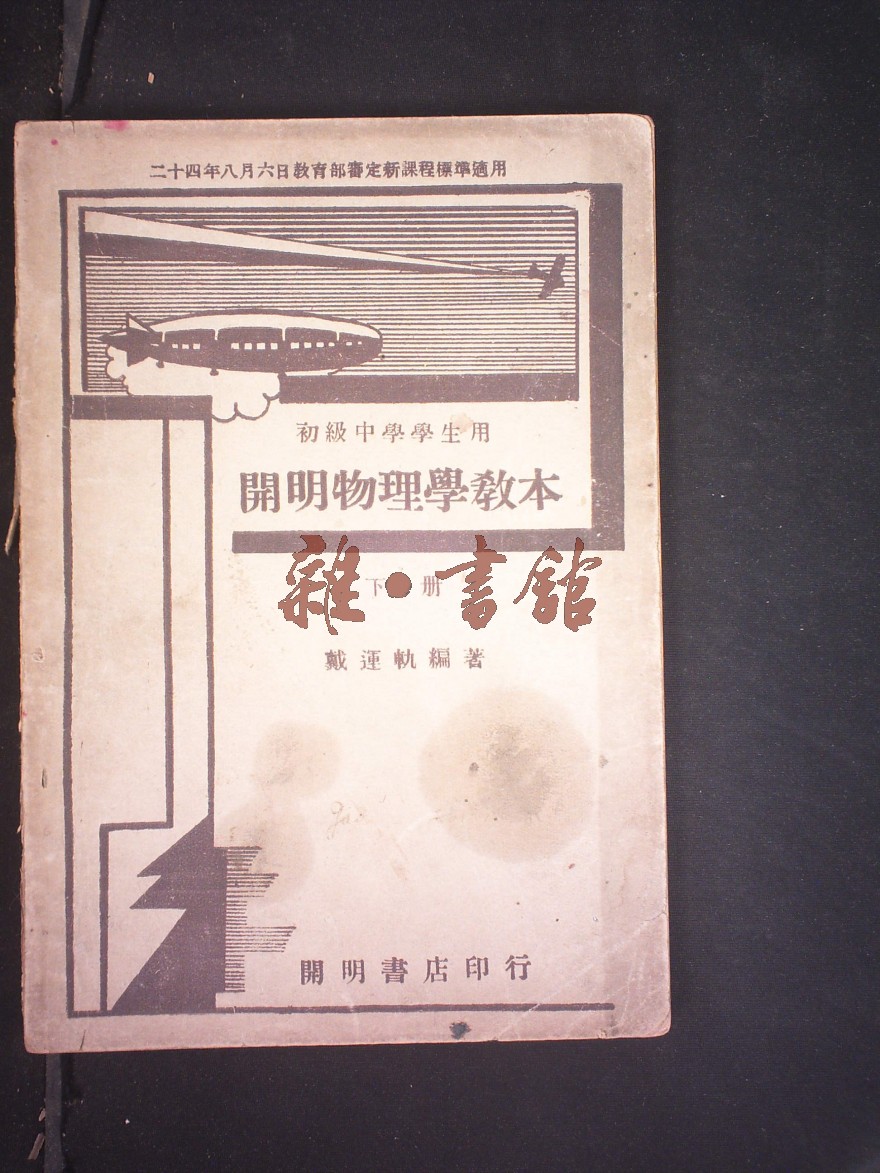 二十四年八月六日教育部審定新課程標準適用
初級中學學生用
開明物理學教本
下册
雜·書舘
戴運軌編著
開明書店印行